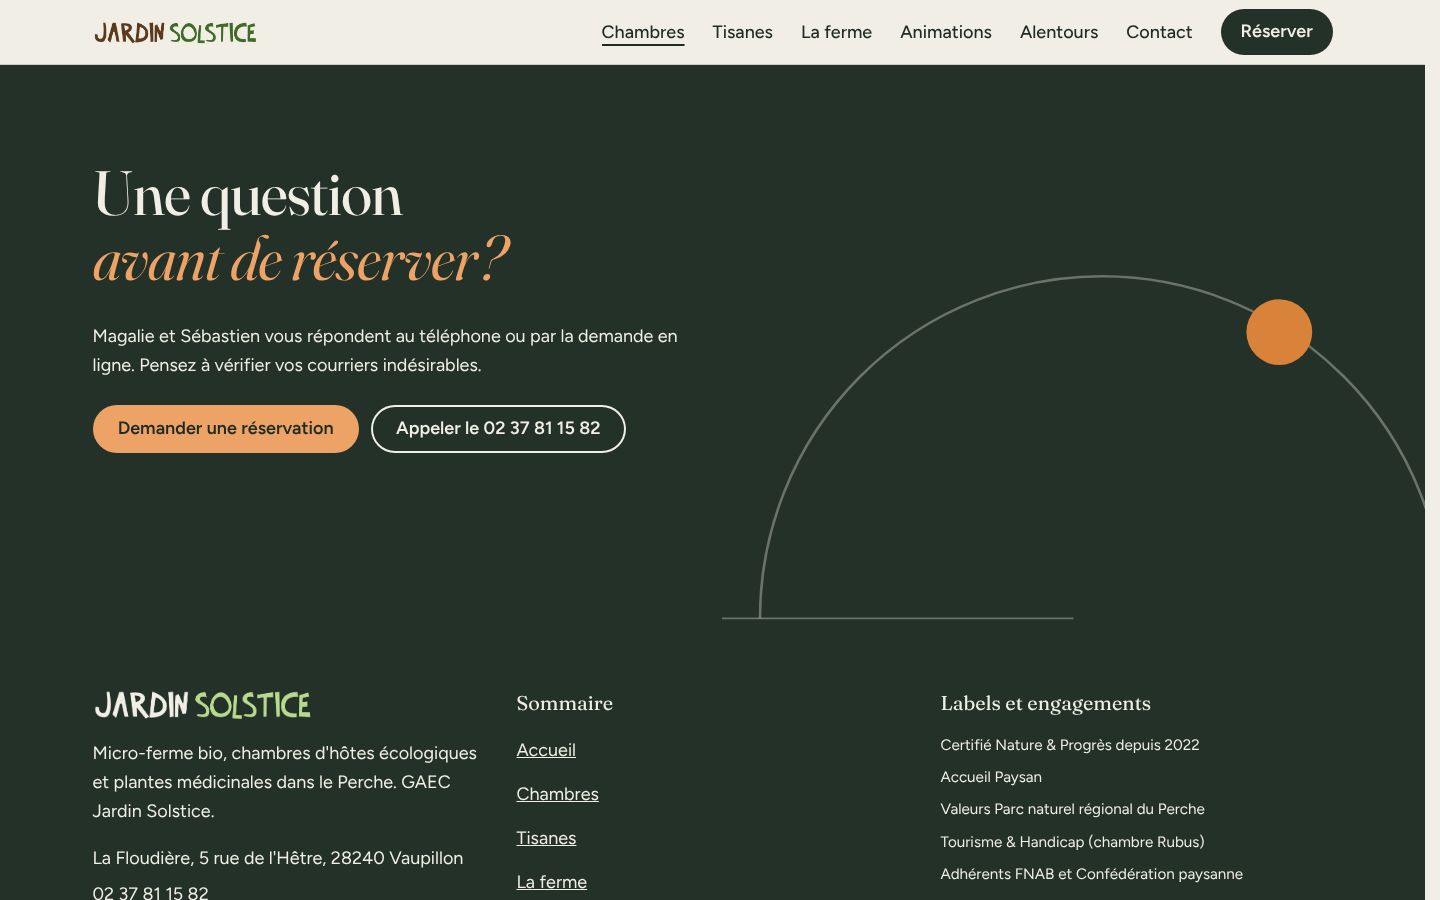 JARDIN SOLSTICE
Chambres
Tisanes
La ferme
Animations
Alentours
Contact
Réserver
Une question
avant de réserver?
Magalie et Sébastien vous répondent au téléphone ou par la demande en
ligne. Pensez à vérifier vos courriers indésirables.
Demander une réservation
Appeler le 02 37 81 15 82
JARDIN SOLSTICE
Micro-ferme bio, chambres d'hôtes écologiques
et plantes médicinales dans le Perche. GAEC
Jardin Solstice.
La Floudière, 5 rue de l'Hêtre, 28240 Vaupillon
02 37 81 15 82
Sommaire
Accueil
Chambres
Tisanes
La ferme
Labels et engagements
Certifié Nature & Progrès depuis 2022
Accueil Paysan
Valeurs Parc naturel régional du Perche
Tourisme & Handicap (chambre Rubus)
Adhérents FNAB et Confédération paysanne